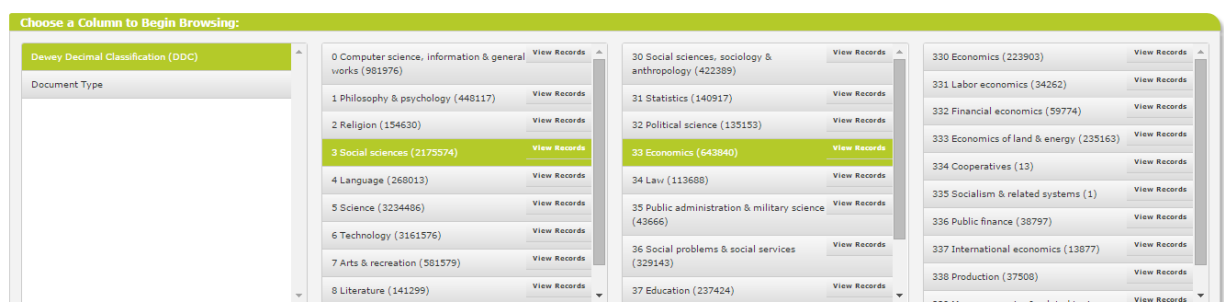 Choose a Column to Begin Browsing:
Dewey Decimal Classification (DDC)
Document Type
0 Computer science, information & general
works (981976)
View Records
1 Philosophy & psychology (448117)
View Records
2 Religion (154630)
View Records
3 Social sciences (2175574)
View Records
4 Language (268013)
View Records
5 Science (3234486)
View Records
6 Technology (3161576)
View Records
7 Arts & recreation (581579)
View Records
8 Literature (141299)
View Records
30 Social sciences, sociology &
anthropology (422389)
View Records
31 Statistics (140917)
View Records
32 Political science (135153)
View Records
33 Economics (643840)
View Records
34 Law (113688)
View Records
35 Public administration & military science
(43666)
View Records
36 Social problems & social services
(329143)
View Records
37 Education (237424)
View Records
330 Economics (223903)
View Records
331 Labor economics (34262)
View Records
332 Financial economics (59774)
View Records
333 Economics of land & energy (235163)
View Records
334 Cooperatives (13)
View Records
335 Socialism & related systems (1)
View Records
336 Public finance (38797)
View Records
337 International economics (13877)
View Records
338 Production (37508)
View Records
View Records